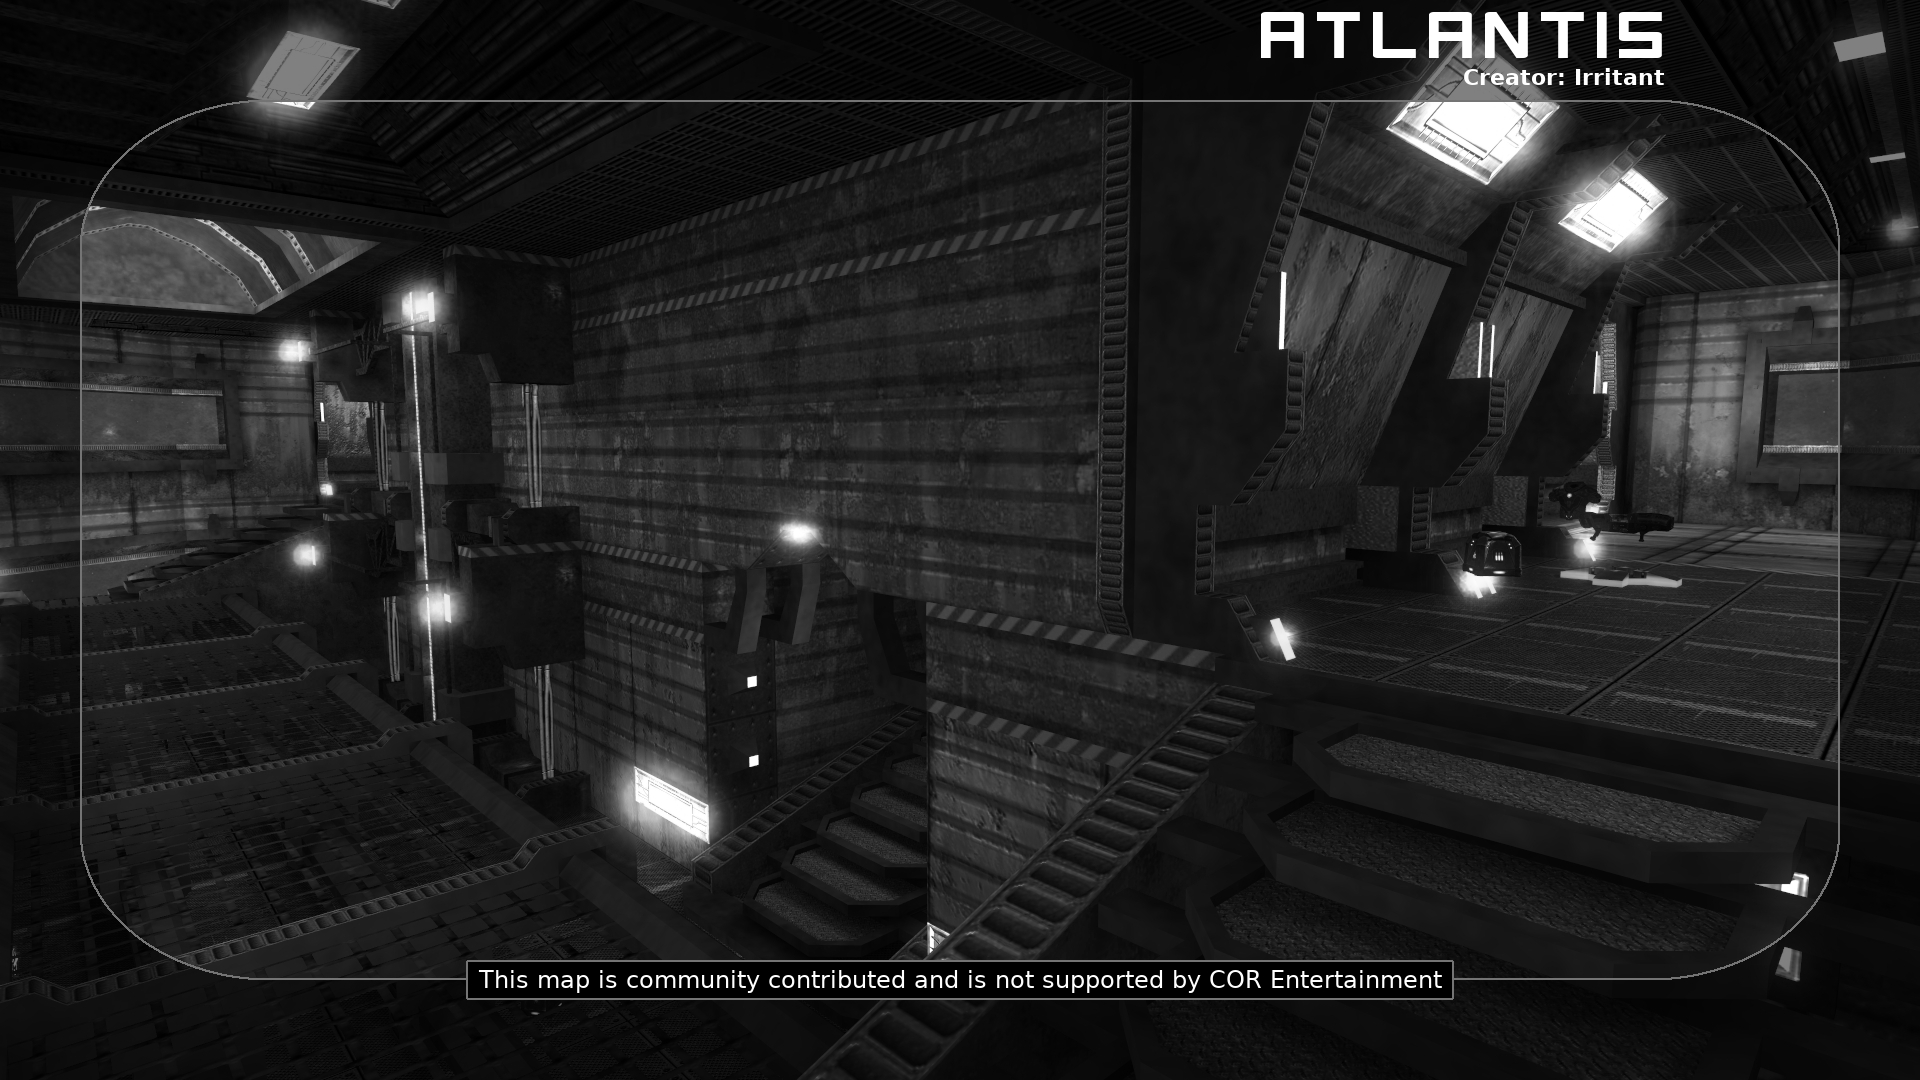 ATLANTIS
Creator: Irritant
This map is community contributed and is not supported by COR Entertainment